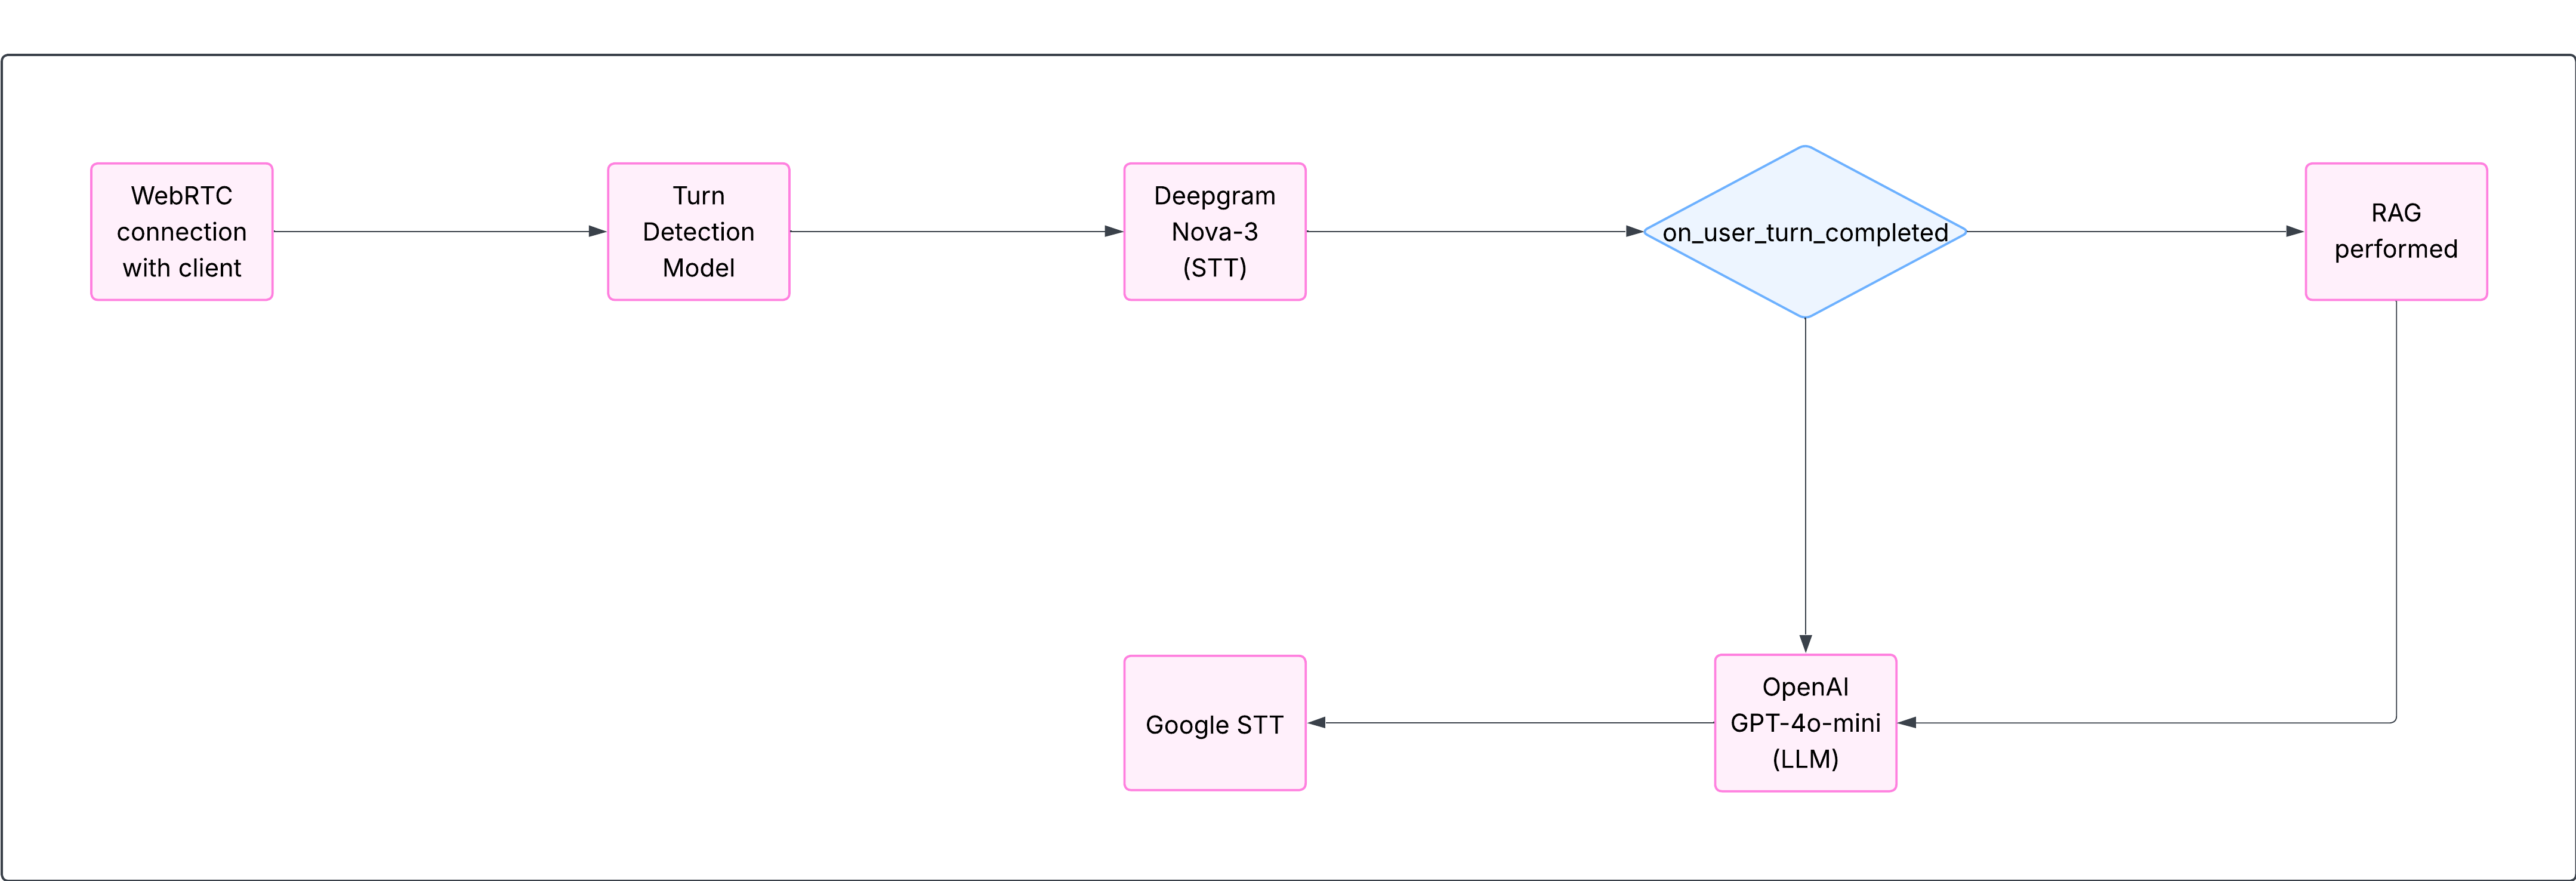 WebRTC
connection
with client
Turn
Detection
Model
Deepgram
Nova-3
(STT)
on_user_turn_completed
RAG
performed
Google STT
OpenAI
GPT-4o-mini
(LLM)